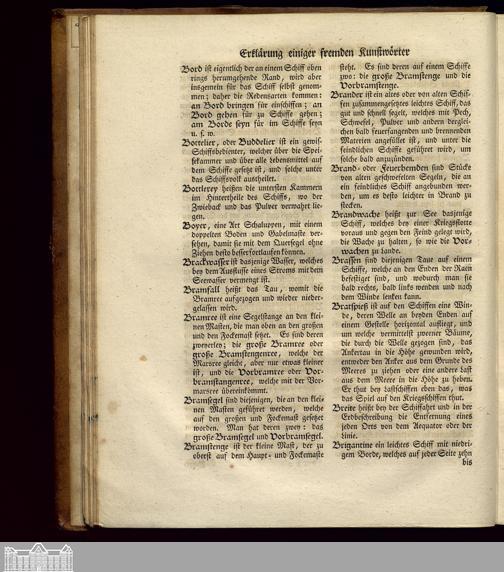 Erklärung einiger fremden Kunstwörter
Bord ist eigentlich der an einem Schiff oben
rings herumgehende Rand, wird aber
insgemein für das Schiff selbst genom-
men; daher die Redensarten kommen:
an Bord bringen für einschiffen; an
Bord gehen für zu Schiffe gehen;
am Borde seyn für im Schiffe seyn
u. s. w.
Botteler, oder Buddelier ist ein gewis-
Schiffsbedienter, welcher über die Spei-
sekammer und über alle Lebensmittel auf
dem Schiffe gesetzt ist, und solche unter
das Schiffsvolk austheilet.
Bottlerey heißen die untersten Kammern
im Hintertheile des Schiffs, wo der
Zwieback und das Pulver verwahrt lie-
gen.
Boyer, eine Art Schaluppen, mit einem
doppelten Boden und Gabelmaste ver-
sehen, damit sie mit dem Quersegel ohne
Ziehen desto besser fortlaufen können.
Brackwasser ist dasjenige Wasser, welches
bey dem Ausflusse eines Stroms mit dem
Seewasser vermengt ist.
Bramfall heißt das Tau, womit die
Bramree aufgezogen und wieder nieder-
gelassen wird.
Bramree ist eine Segelstange an den klei-
nen Masten, die man oben an den großen
und den Fockemast setzet. Es sind deren
zweyerley; die große Bramree oder
große Bramstengenree, welche der
Marsree gleicht, aber nur etwas kleiner
ist, und die Vorbramree oder Vor-
bramstangenree, welche mit der Vor-
marsree übereinkömmt.
Bramsegel sind diejenigen, die an den klei-
nen Masten geführet werden, welche
auf den großen und Fockemast gesetzet
worden. Man hat deren zwey: das
große Bramsegel und Vorbramsegel.
Bramstenge ist der kleine Mast, der zu
oberst auf dem Haupt- und Fockemaste
steht. Es sind deren auf einem Schiffe
zwo: die große Bramstenge und die
Vorbramstenge.
Brander ist ein altes oder von alten Schif-
fen zusammengesetztes leichtes Schiff, das
gut und schnell segelt, welches mit Pech,
Schwefel, Pulver und andern derglei-
chen bald feuerfangenden und brennenden
Materien angefüllet ist, und unter die
feindlichen Schiffe geführet wird, um
solche bald anzuzünden.
Brand- oder Feuerhemden sind Stücke
von alten geschwefelten Segeln, die an
ein feindliches Schiff angebunden wer-
den, um es desto leichter in Brand zu
stecken.
Brandwache heißt zur See dasjenige
Schiff, welches bey einer Kriegsflotte
voraus und gegen den Feind gelegt wird,
die Wache zu halten, so wie die Vor-
wachen zu Lande.
Brassen sind diejenigen Taue auf einem
Schiffe, welche an den Enden der Raen
befestiget sind, und wodurch man sie
bald rechts, bald links wenden und nach
dem Winde lenken kann.
Bratspieß ist auf den Schiffen eine Win-
de, deren Welle an beyden Enden auf
einem Gestelle horizontal aufliegt, und
um welche vermittelst zweener Bäume,
die durch die Welle gezogen sind, das
Ankertau in die Höhe gewunden wird,
entweder den Anker aus dem Grunde des
Meeres zu ziehen oder eine andere Last
aus dem Meere in die Höhe zu heben.
Er thut bey Lastschiffen eben das, was
das Spiel auf den Kriegsschiffen thut.
Breite heißt bey der Schiffahrt und in der
Erdbeschreibung die Entfernung eines
jeden Orts von dem Aequator oder der
Linie.
Brigantine ein leichtes Schiff mit niedri-
gem Borde, welches auf jeder Seite zehn
bis